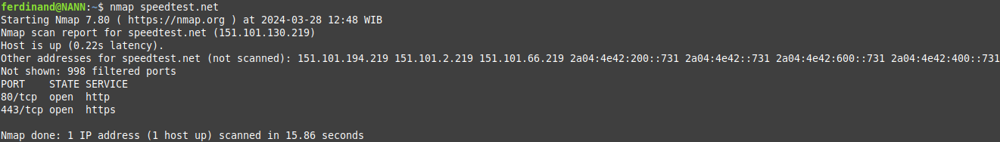 ferdinand@NANN:~$ nmap speedtest.net
Starting Nmap 7.80 ( https://nmap.org ) at 2024-03-28 12:48 WIB
Nmap scan report for speedtest.net (151.101.130.219)
Host is up (0.22s latency).
Other addresses for speedtest.net (not scanned): 151.101.194.219 151.101.2.219 151.101.66.219 2a04:4e42:200::731 2a04:4e42::731 2a04:4e42:600::731 2a04:4e42:400::731
Not shown: 998 filtered ports
PORT    STATE SERVICE
80/tcp  open  http
443/tcp open  https
Nmap done: 1 IP address (1 host up) scanned in 15.86 seconds